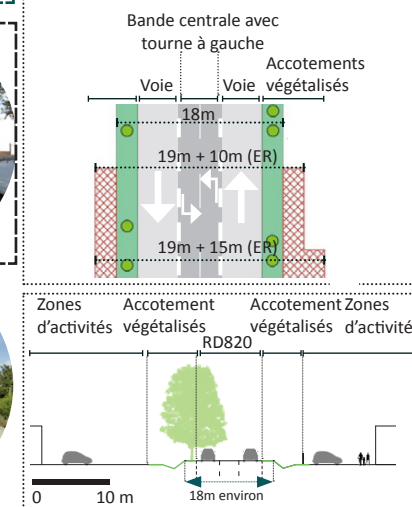 Bande centrale avec
tourne à gauche
Accotements
végétalisés
Voie
Voie
18m
19m + 10m (ER)
19m + 15m (ER)
Zones
d'activités
Accotement
végétalisés
Accotement
végétalisés
Zones
d'activité
RD820
18m environ
0 10 m